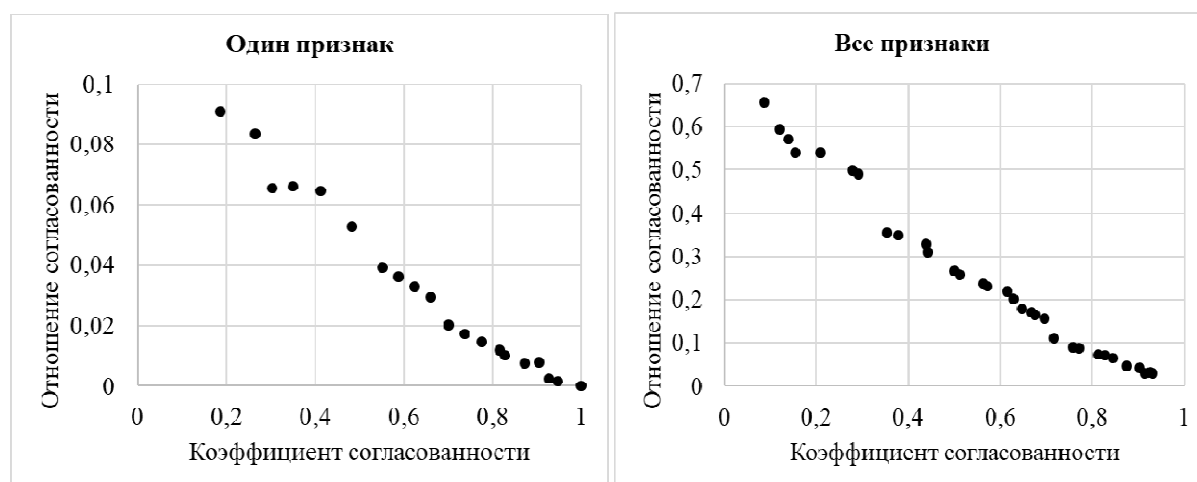 Один признак
Отношение согласованности
0,1
0,08
0,06
0,04
0,02
0
0 0,2 0,4 0,6 0,8 1
Коэффициент согласованности
Все признаки
Отношение согласованности
0,7
0,6
0,5
0,4
0,3
0,2
0,1
0
0 0,2 0,4 0,6 0,8 1
Коэффициент согласованности